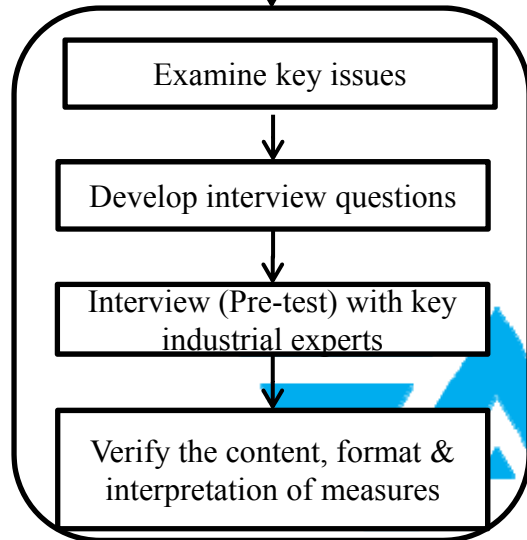 Examine key issues
Develop interview questions
Interview (Pre-test) with key
industrial experts
Verify the content, format &
interpretation of measures